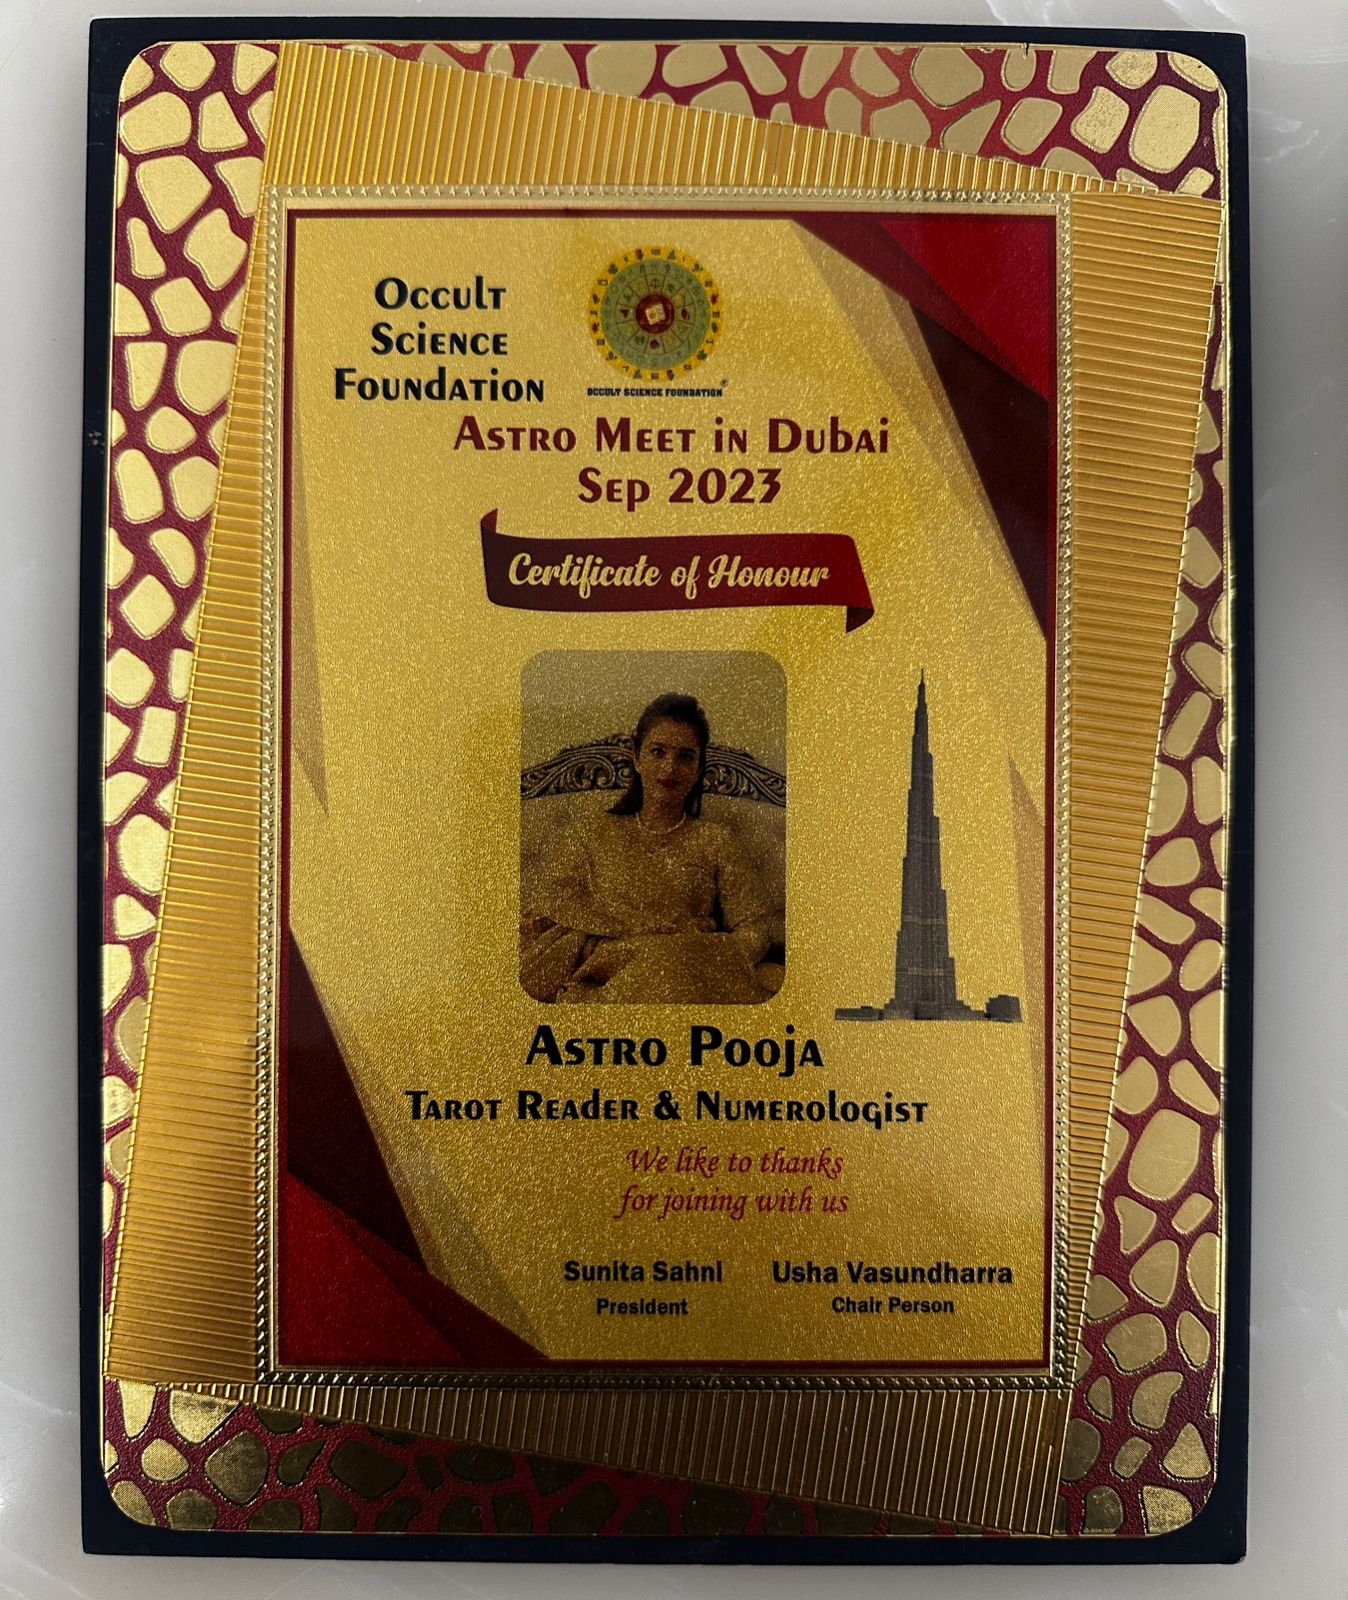 Occult
Science
Foundation
OCCULT SCIENCE FOUNDATION®
Astro Meet in Dubai
Sep 2023
Certificate of Honour
Astro Pooja
Tarot Reader & Numerologist
We like to thanks
for joining with us
Sunita Sahni
Usha Vasundharra
President
Chair Person